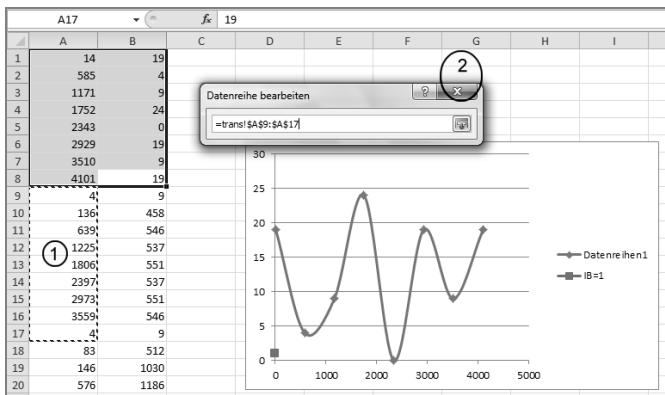 A17 fx 19
A B C D E F G H I
1 14 19
2 585 4
3 1171 9
4 1752 24
5 2343 0
6 2929 19
7 3510 9
8 4101 19
9 4 9
10 136 458
11 639 546
12 1225 537
13 1806 551
14 2397 537
15 2973 551
16 3559 546
17 4 9
18 83 512
19 146 1030
20 576 1186
1
2
Datenreihe bearbeiten ? X
=trans!$A$9:$A$17
30
25
20
15
10
5
0
0 1000 2000 3000 4000 5000
Datenreihen1
IB=1